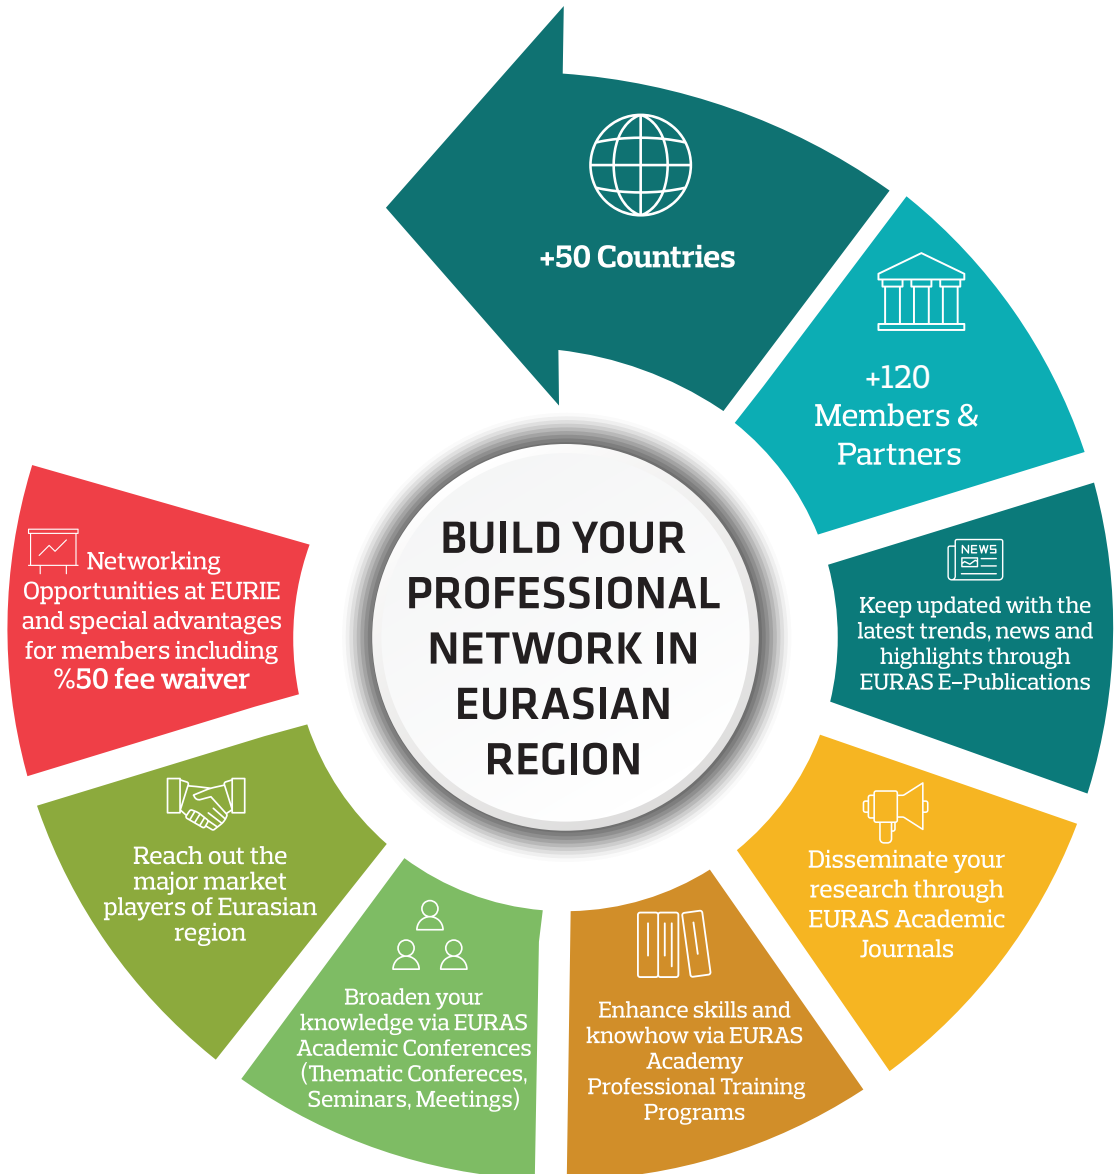 +50 Countries
+120
Members &
Partners
NEWS
Keep updated with the
latest trends, news and
highlights through
EURAS E-Publications
Disseminate your
research through
EURAS Academic
Journals
Enhance skills and
knowhow via EURAS
Academy
Professional Training
Programs
Broaden your
knowledge via EURAS
Academic Conferences
(Thematic Confereces,
Seminars, Meetings)
Reach out the
major market
players of Eurasian
region
Networking
Opportunities at EURIE
and special advantages
for members including
%50 fee waiver
BUILD YOUR
PROFESSIONAL
NETWORK IN
EURASIAN
REGION